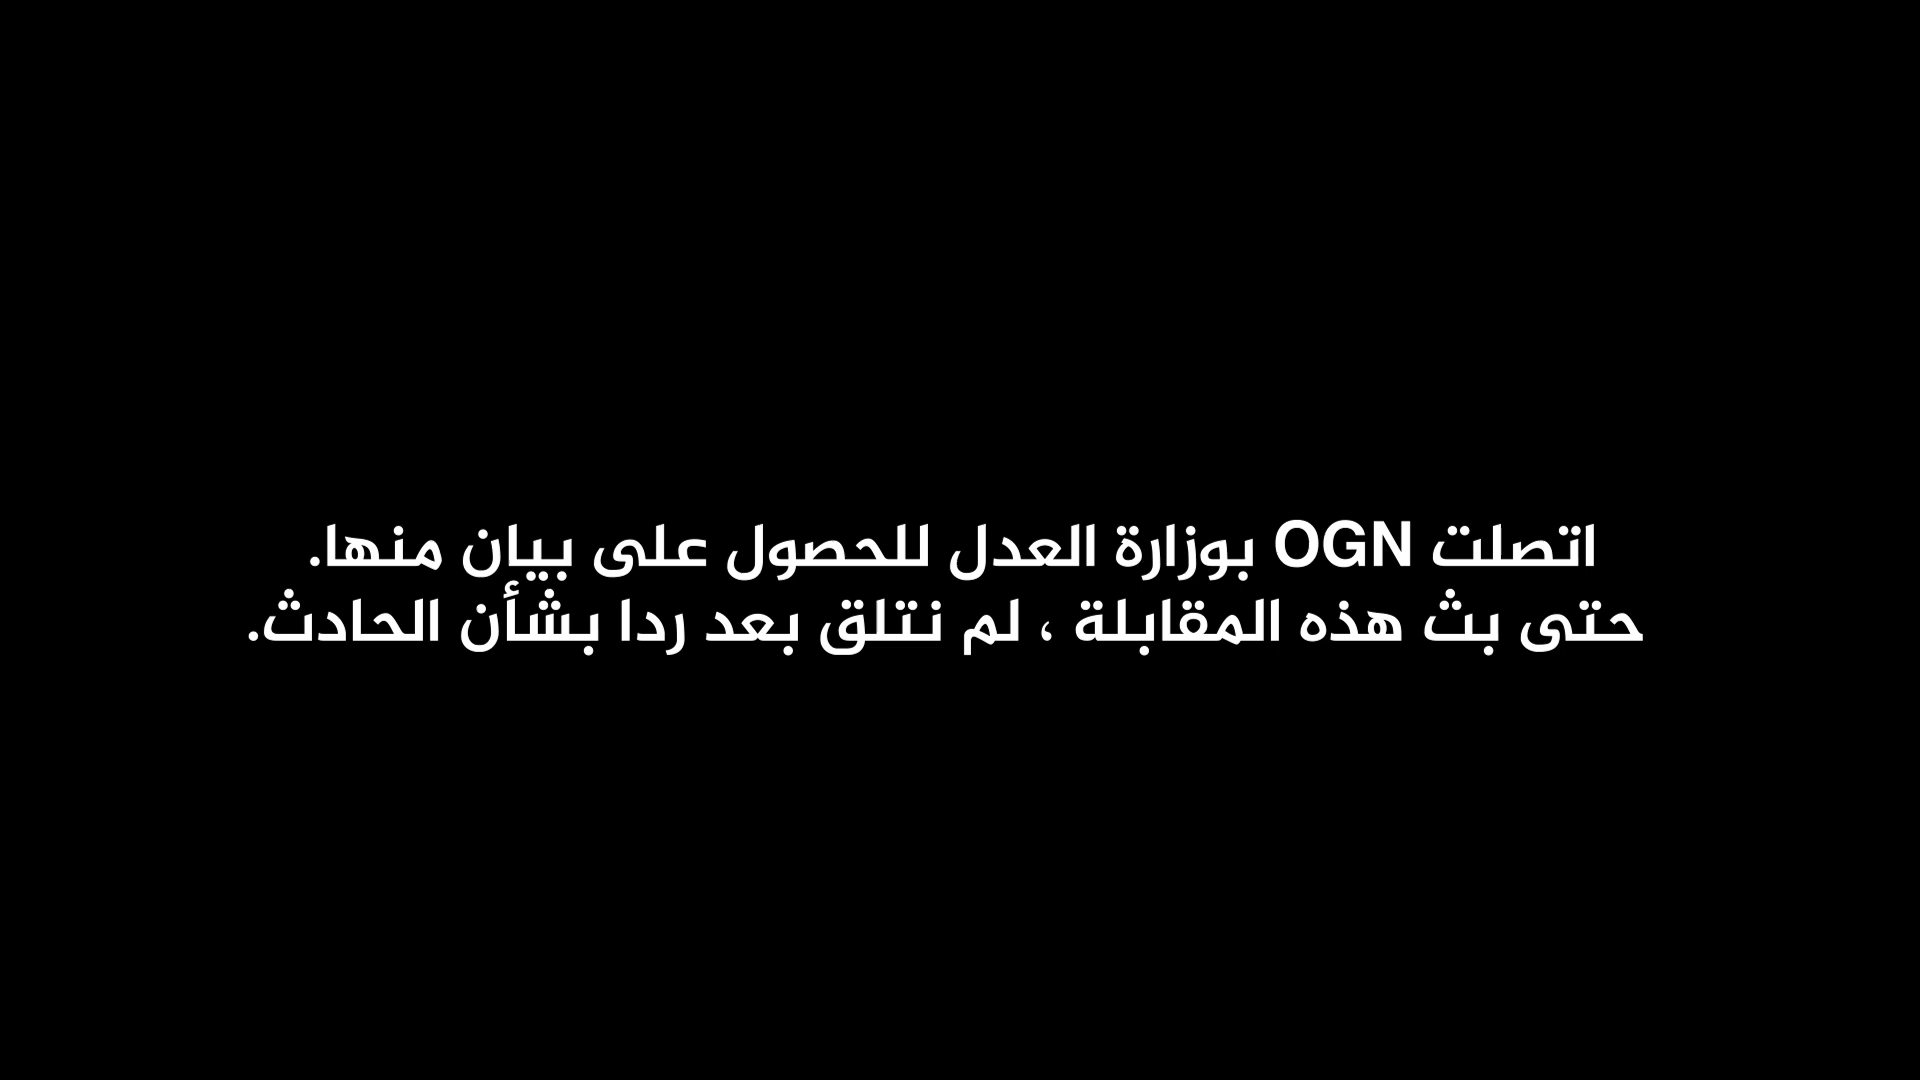 اتصلت OGN بوزارة العدل للحصول على بيان منها.
حتى بث هذه المقابلة ، لم نتلق بعد ردا بشأن الحادث.